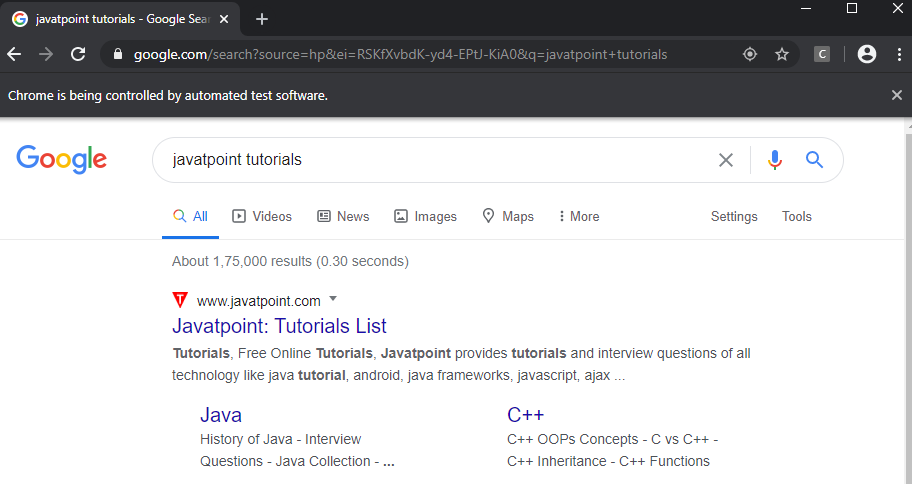 javatpoint tutorials - Google Sear
google.com/search?source=hp&ei=RSKfXvbdK-yd4-EPtJ-KiA0&q=javatpoint+tutorials
C
Chrome is being controlled by automated test software.
Google
javatpoint tutorials
All Videos News Images Maps More Settings Tools
About 1,75,000 results (0.30 seconds)
T www.javatpoint.com
Javatpoint: Tutorials List
Tutorials, Free Online Tutorials, Javatpoint provides tutorials and interview questions of all
technology like java tutorial, android, java frameworks, javascript, ajax ...
Java C++
History of Java - Interview C++ OOPs Concepts - C vs C++ -
Questions - Java Collection - ... C++ Inheritance - C++ Functions